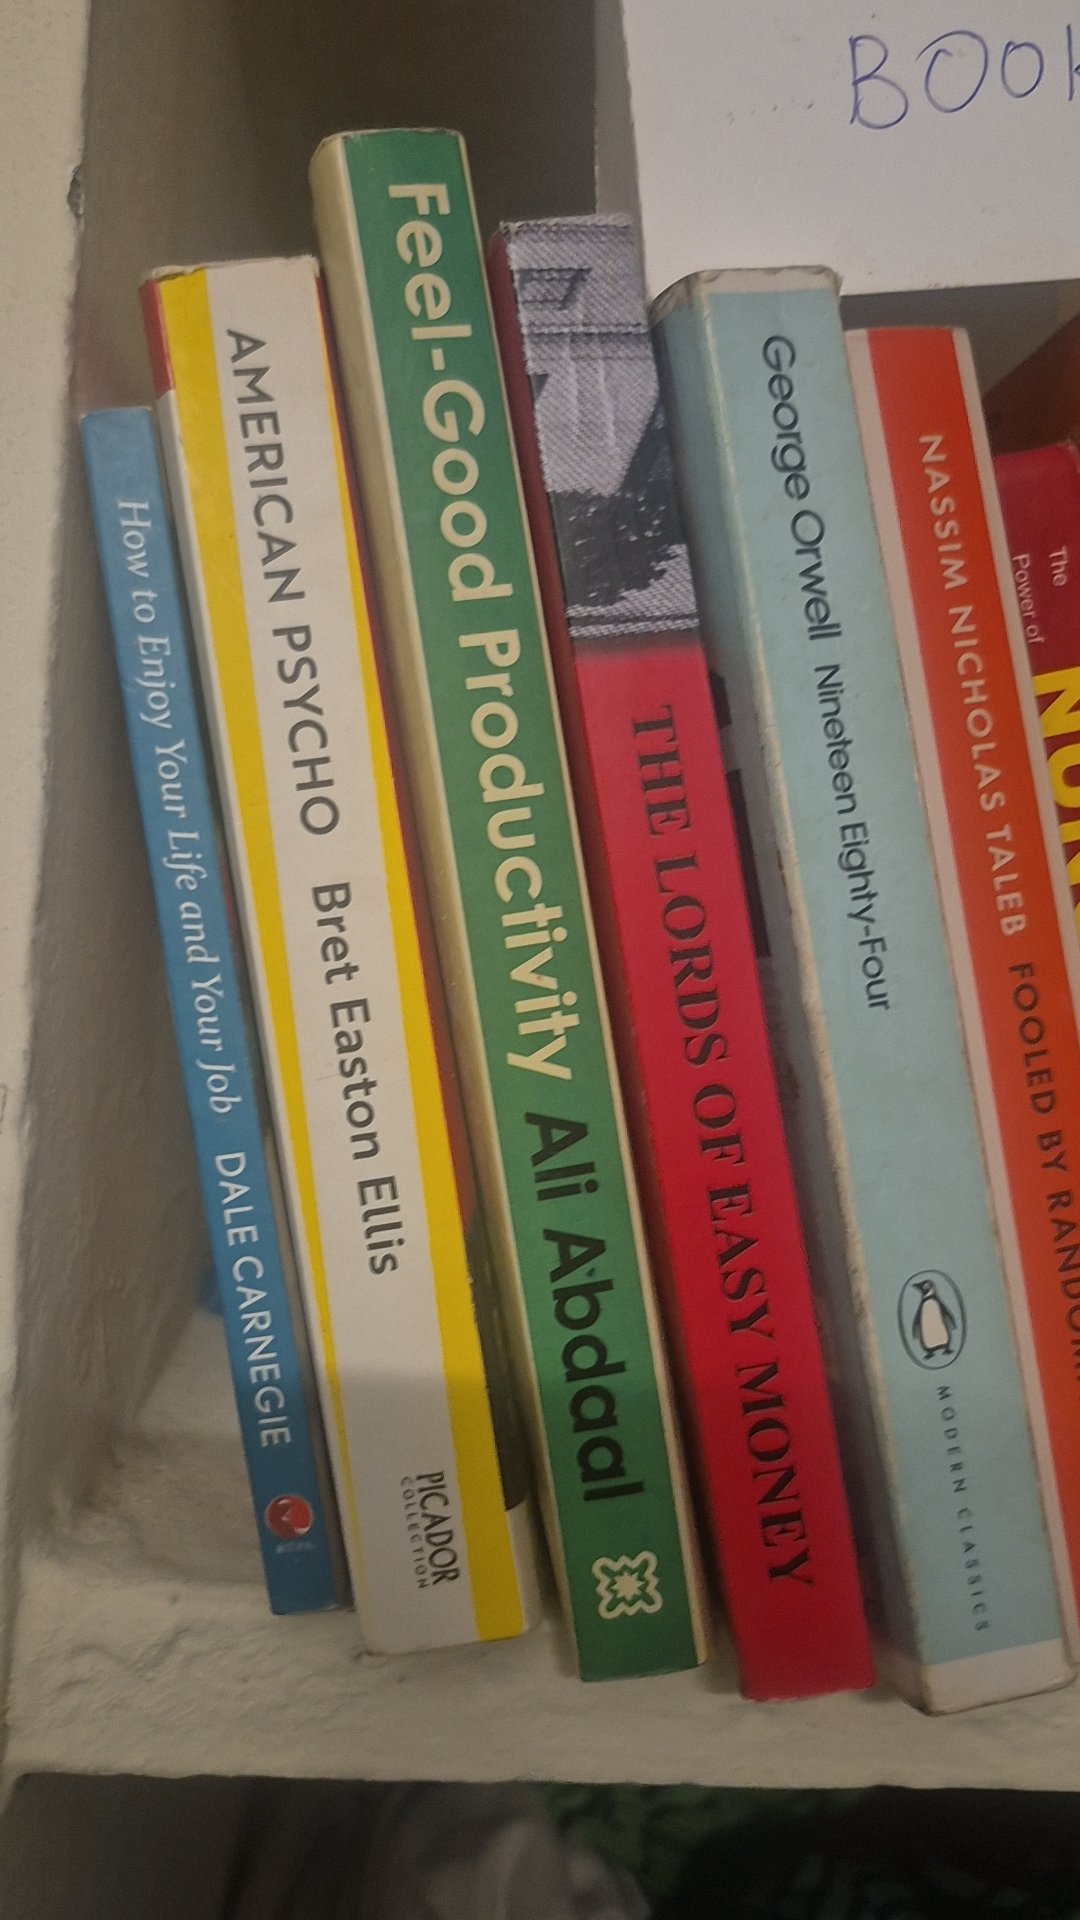 BOO
How to Enjoy Your Life and Your Job DALE CARNEGIE
AMERICAN PSYCHO Bret Easton Ellis
PICADOR
COLLECTION
Feel-Good Productivity Ali Abdaal
THE LORDS OF EASY MONEY
George Orwell Nineteen Eighty-Four
MODERN CLASSICS
NASSIM NICHOLAS TALEB FOOLED BY RANDOM
The
Power of